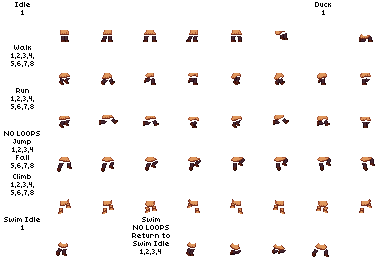 Idle
1
Duck
1
Walk
1,2,3,4,
5,6,7,8
Run
1,2,3,4,
5,6,7,8
NO LOOPS
Jump
1,2,3,4
Fall
5,6,7,8
Climb
1,2,3,4,
5,6,7,8
Swim Idle
1
Swim
NO LOOPS
Return to
Swim Idle
1,2,3,4